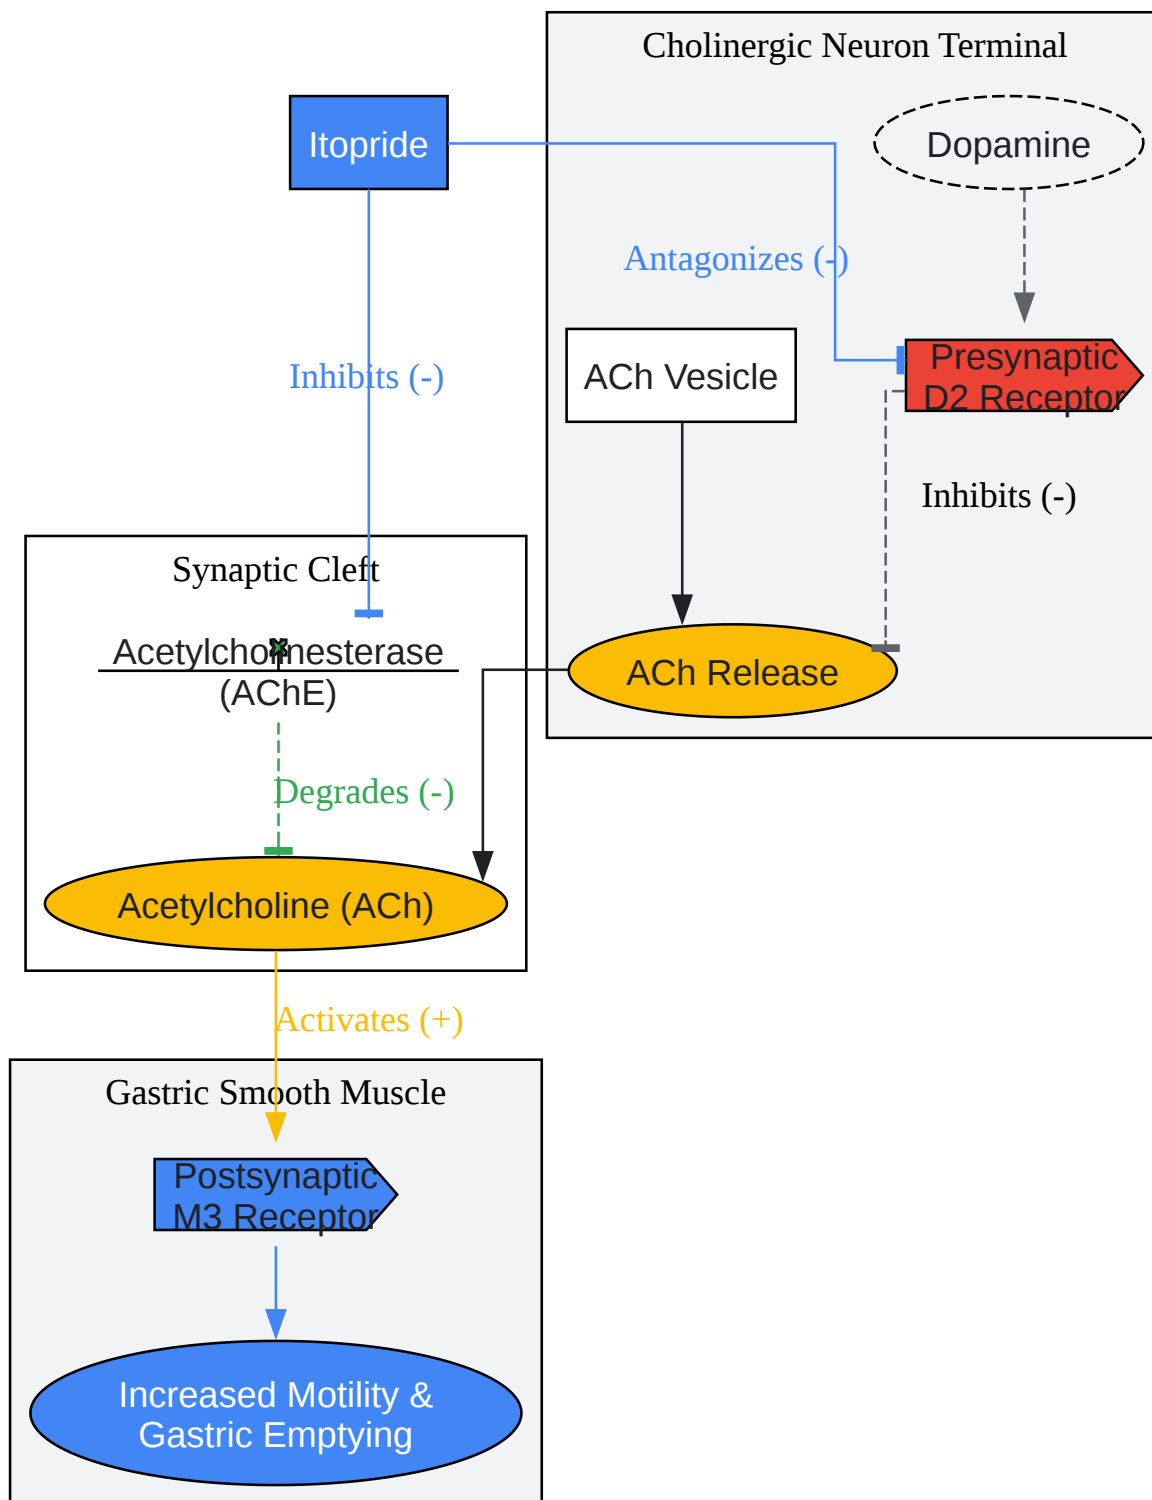 Cholinergic Neuron Terminal
Itopride
Dopamine
Antagonizes (-)
Inhibits (-)
ACh Vesicle
Presynaptic
D2 Receptor
Inhibits (-)
Synaptic Cleft
Acetylcholinesterase
(AChE)
ACh Release
Degrades (-)
Acetylcholine (ACh)
Activates (+)
Gastric Smooth Muscle
Postsynaptic
M3 Receptor
Increased Motility &
Gastric Emptying